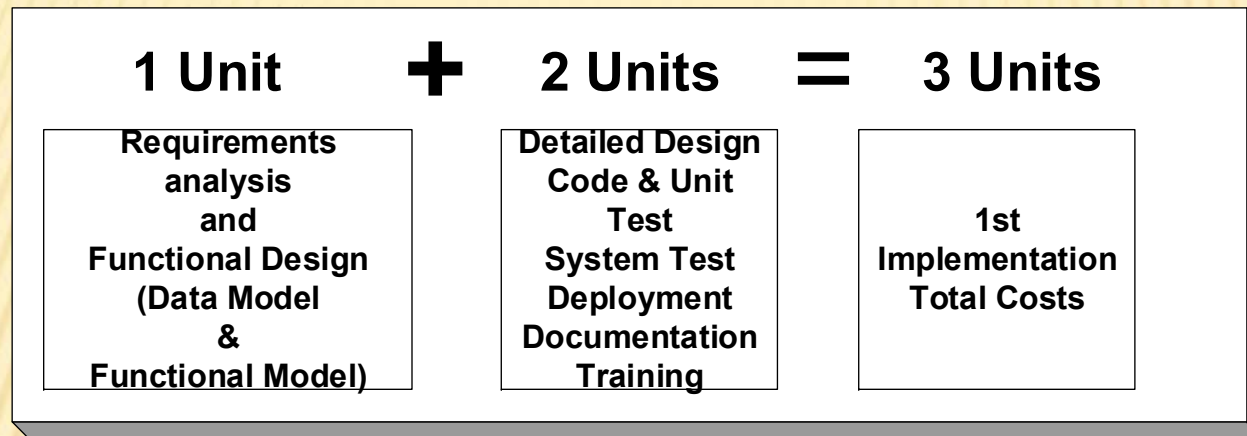 1 Unit + 2 Units = 3 Units
Requirements
analysis
and
Functional Design
(Data Model
&
Functional Model)
Detailed Design
Code & Unit
Test
System Test
Deployment
Documentation
Training
1st
Implementation
Total Costs